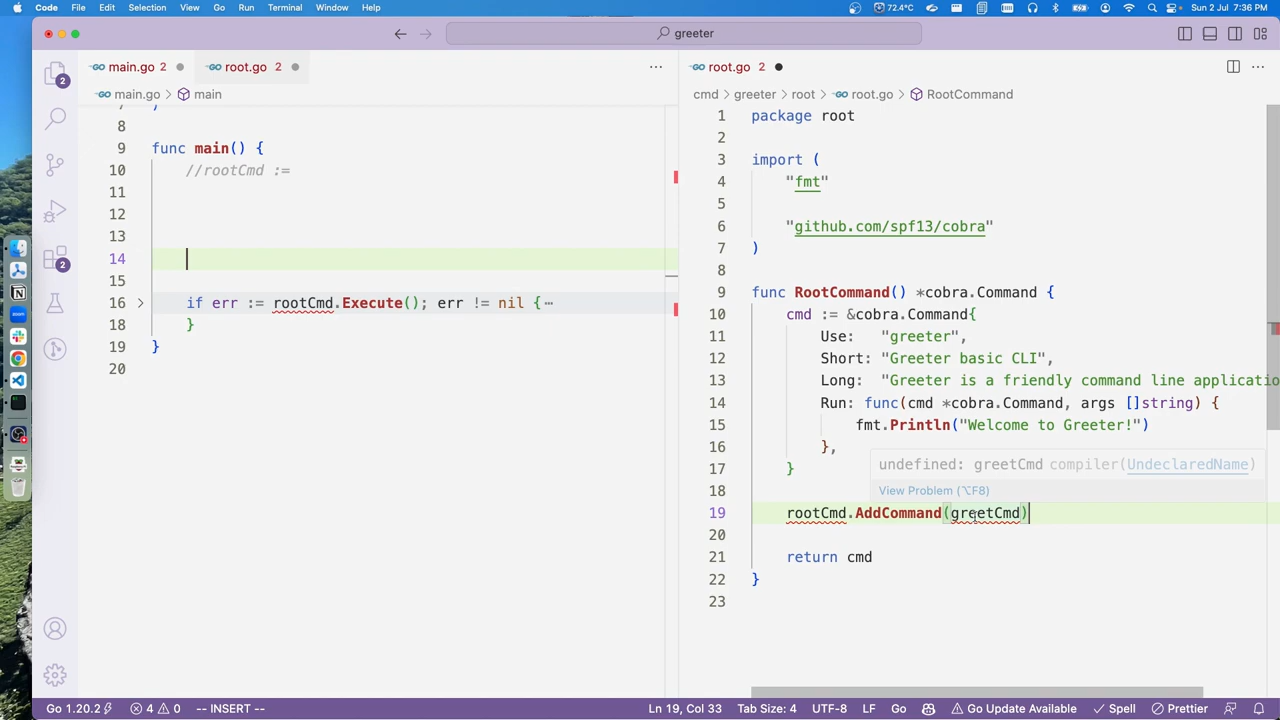 Code File Edit Selection View Go Run Terminal Window Help 72.4°C Sun 2 Jul 7:36 PM
greeter
main.go 2 root.go 2
main.go > main
7 )
8
9 func main() {
10 //rootCmd :=
11
12
13
14
15
16 if err := rootCmd.Execute(); err != nil {⋯
18 }
19 }
20
root.go 2
cmd > greeter > root > root.go > RootCommand
1 package root
2
3 import (
4 "fmt"
5
6 "github.com/spf13/cobra"
7 )
8
9 func RootCommand() *cobra.Command {
10 cmd := &cobra.Command{
11 Use: "greeter",
12 Short: "Greeter basic CLI",
13 Long: "Greeter is a friendly command line applicatio
14 Run: func(cmd *cobra.Command, args []string) {
15 fmt.Println("Welcome to Greeter!")
16 },
17 }
18
undefined: greetCmd compiler(UndeclaredName)
View Problem (⌥F8)
19 rootCmd.AddCommand(greetCmd)
20
21 return cmd
22 }
23
2
2
Go 1.20.2 4 0 -- INSERT -- Ln 19, Col 33 Tab Size: 4 UTF-8 LF Go Go Update Available Spell Prettier